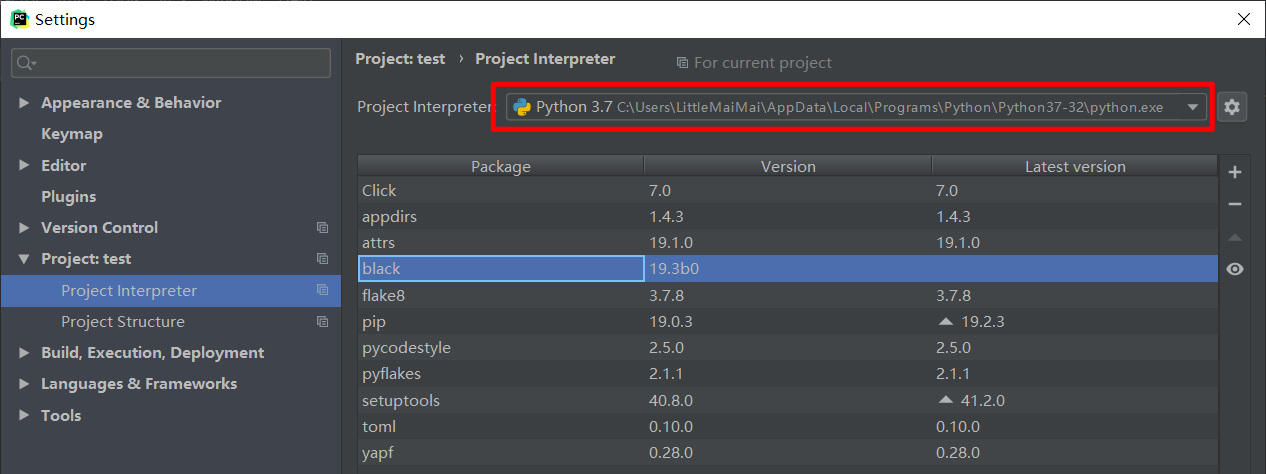 Settings
Project: test › Project Interpreter For current project
Project Interpreter: Python 3.7 C:\Users\LittleMaiMai\AppData\Local\Programs\Python\Python37-32\python.exe
Appearance & Behavior
Keymap
Editor
Plugins
Version Control
Project: test
Project Interpreter
Project Structure
Build, Execution, Deployment
Languages & Frameworks
Tools
Package Version Latest version
Click 7.0 7.0
appdirs 1.4.3 1.4.3
attrs 19.1.0 19.1.0
black 19.3b0
flake8 3.7.8 3.7.8
pip 19.0.3 19.2.3
pycodestyle 2.5.0 2.5.0
pyflakes 2.1.1 2.1.1
setuptools 40.8.0 41.2.0
toml 0.10.0 0.10.0
yapf 0.28.0 0.28.0